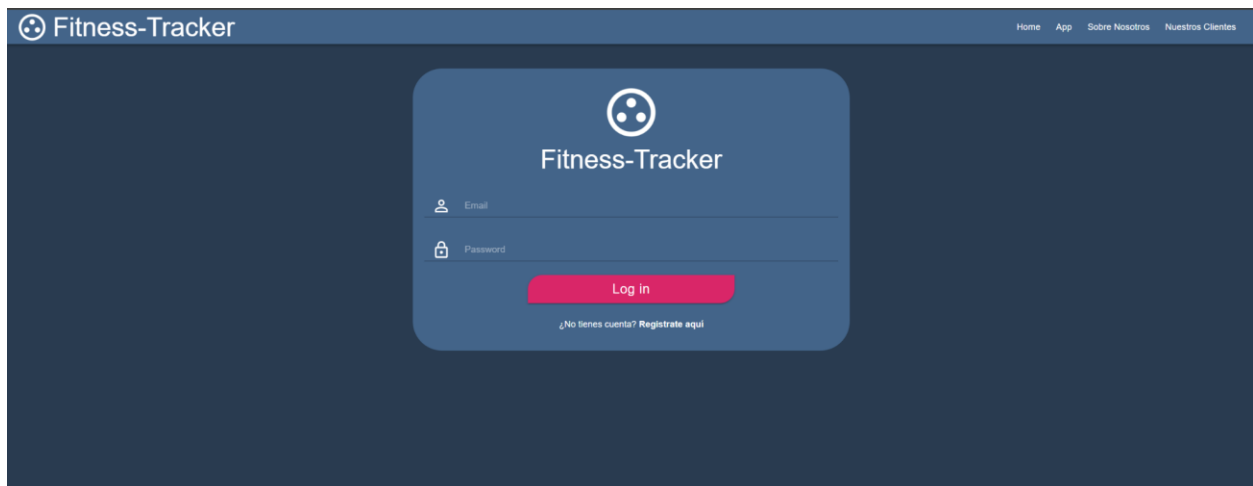 Fitness-Tracker
Home App Sobre Nosotros Nuestros Clientes
Fitness-Tracker
Email
Password
Log in
¿No tienes cuenta? Registrate aquí